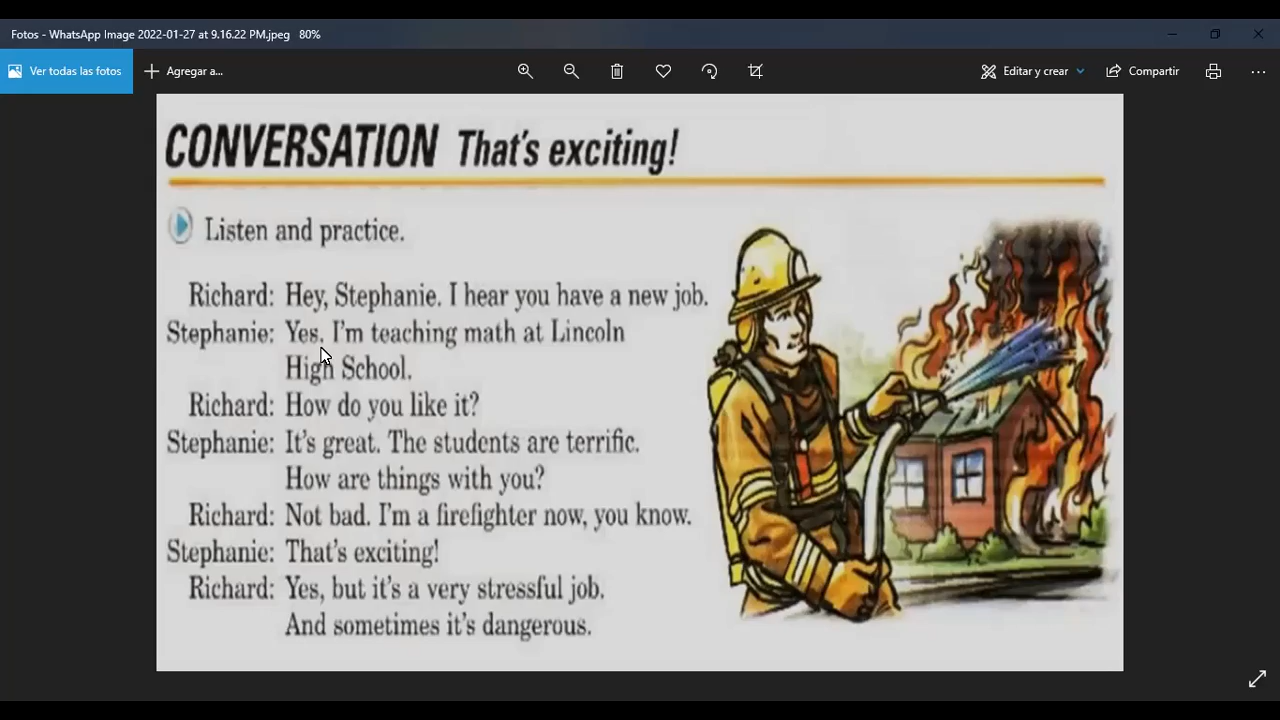 Fotos - WhatsApp Image 2022-01-27 at 9.16.22 PM.jpeg 80%
Ver todas las fotos
Agregar a...
Editar y crear
Compartir
CONVERSATION That's exciting!
Listen and practice.
Richard: Hey, Stephanie. I hear you have a new job.
Stephanie: Yes. I'm teaching math at Lincoln
High School.
Richard: How do you like it?
Stephanie: It's great. The students are terrific.
How are things with you?
Richard: Not bad. I'm a firefighter now, you know.
Stephanie: That's exciting!
Richard: Yes, but it's a very stressful job.
And sometimes it's dangerous.